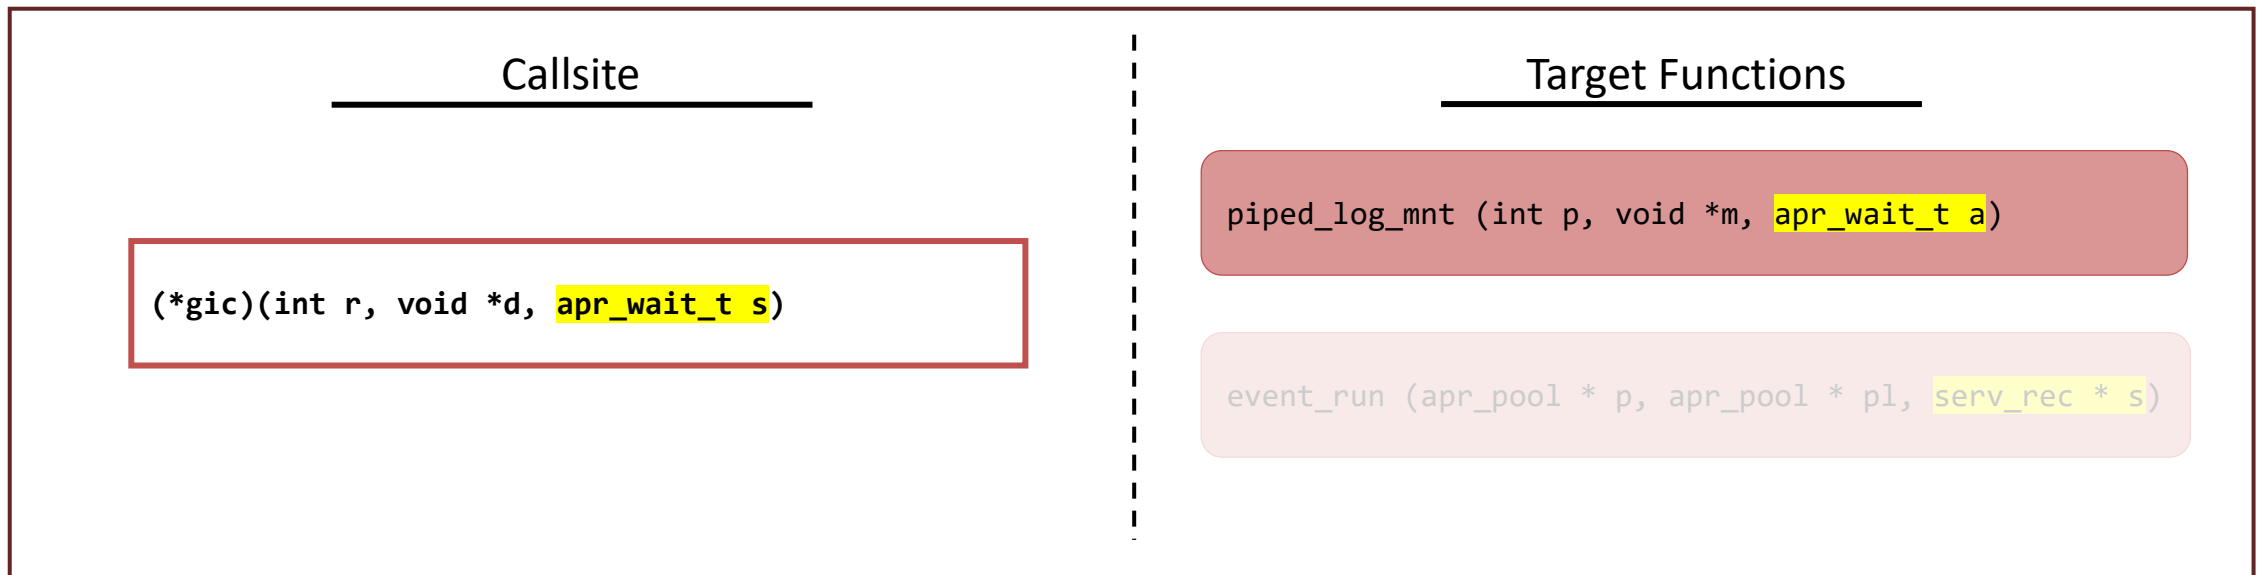 Callsite
(*gic)(int r, void *d, apr_wait_t s)
Target Functions
piped_log_mnt (int p, void *m, apr_wait_t a)
event_run (apr_pool * p, apr_pool * pl, serv_rec * s)